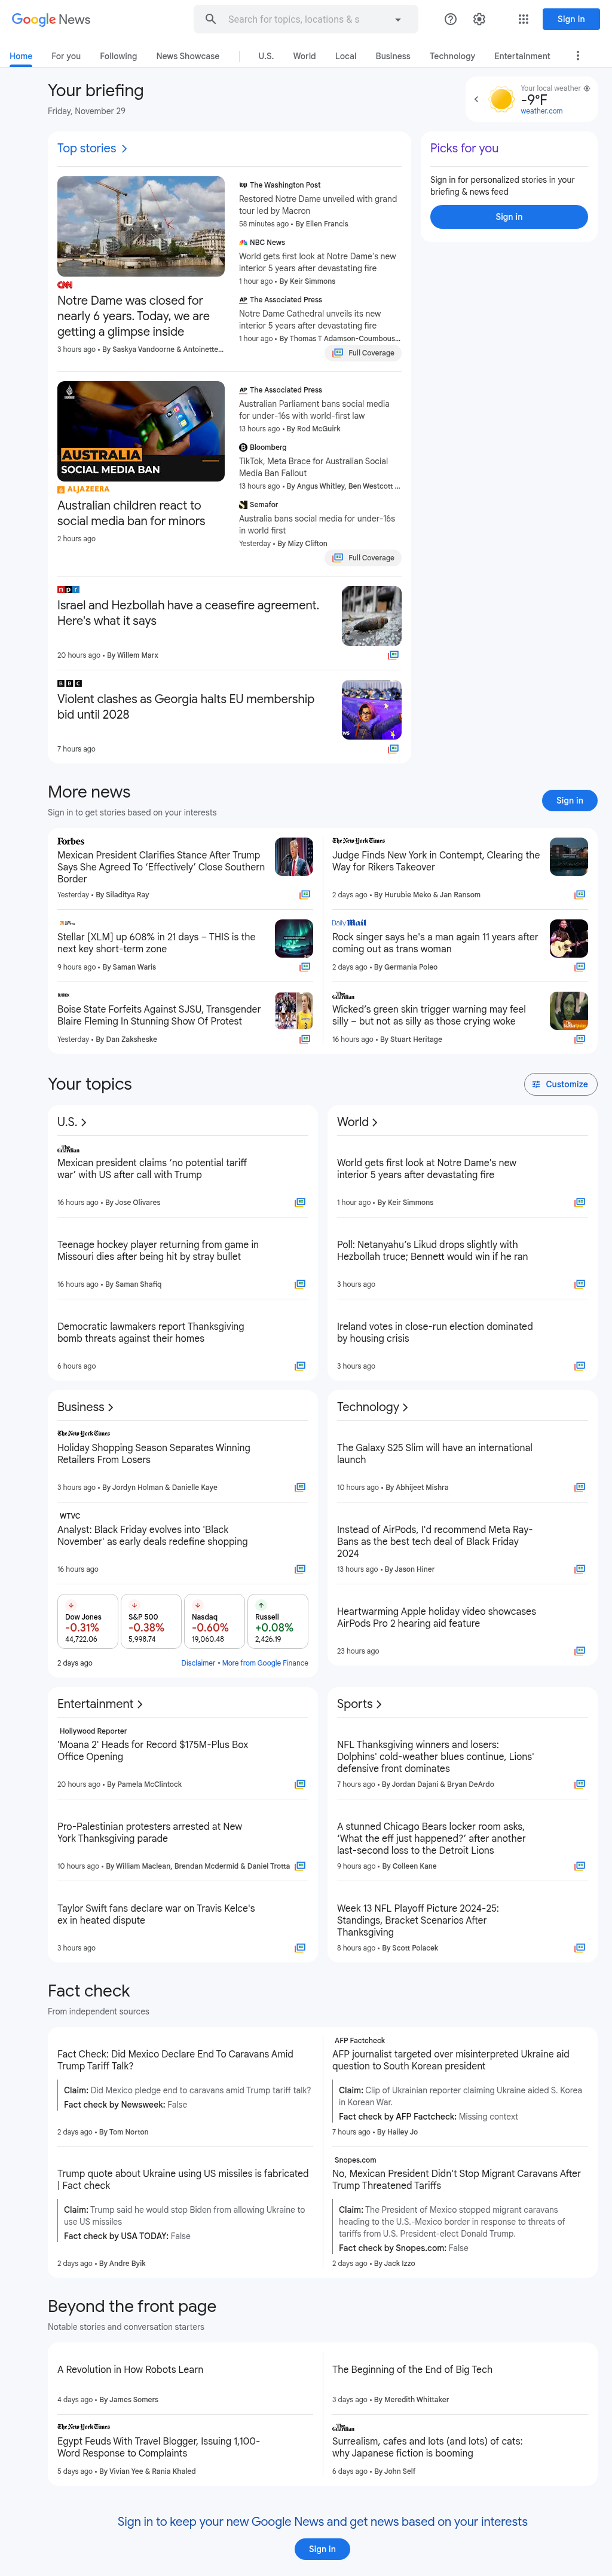 Google News
Search for topics, locations & s
Sign in
Home
For you
Following
News Showcase
U.S.
World
Local
Business
Technology
Entertainment
Your briefing
Friday, November 29
Your local weather
-9°F
weather.com
Top stories
Picks for you
Sign in for personalized stories in your
briefing & news feed
Sign in
CNN
Notre Dame was closed for
nearly 6 years. Today, we are
getting a glimpse inside
3 hours ago • By Saskya Vandoorne & Antoinette...
The Washington Post
Restored Notre Dame unveiled with grand
tour led by Macron
58 minutes ago • By Ellen Francis
NBC News
World gets first look at Notre Dame's new
interior 5 years after devastating fire
1 hour ago • By Keir Simmons
AP The Associated Press
Notre Dame Cathedral unveils its new
interior 5 years after devastating fire
1 hour ago • By Thomas T Adamson-Coumbous...
Full Coverage
AUSTRALIA
SOCIAL MEDIA BAN
ALJAZEERA
Australian children react to
social media ban for minors
2 hours ago
AP The Associated Press
Australian Parliament bans social media
for under-16s with world-first law
13 hours ago • By Rod McGuirk
B Bloomberg
TikTok, Meta Brace for Australian Social
Media Ban Fallout
13 hours ago • By Angus Whitley, Ben Westcott ...
Semafor
Australia bans social media for under-16s
in world first
Yesterday • By Mizy Clifton
Full Coverage
npr
Israel and Hezbollah have a ceasefire agreement.
Here's what it says
20 hours ago • By Willem Marx
BBC
Violent clashes as Georgia halts EU membership
bid until 2028
7 hours ago
More news
Sign in to get stories based on your interests
Sign in
Forbes
Mexican President Clarifies Stance After Trump
Says She Agreed To 'Effectively' Close Southern
Border
Yesterday • By Siladitya Ray
The New York Times
Judge Finds New York in Contempt, Clearing the
Way for Rikers Takeover
2 days ago • By Hurubie Meko & Jan Ransom
Stellar [XLM] up 608% in 21 days – THIS is the
next key short-term zone
9 hours ago • By Saman Waris
Daily Mail
Rock singer says he's a man again 11 years after
coming out as trans woman
2 days ago • By Germania Poleo
Boise State Forfeits Against SJSU, Transgender
Blaire Fleming In Stunning Show Of Protest
Yesterday • By Dan Zaksheske
The Guardian
Wicked's green skin trigger warning may feel
silly – but not as silly as those crying woke
16 hours ago • By Stuart Heritage
Your topics
Customize
U.S.
The Guardian
Mexican president claims 'no potential tariff
war' with US after call with Trump
16 hours ago • By Jose Olivares
Teenage hockey player returning from game in
Missouri dies after being hit by stray bullet
16 hours ago • By Saman Shafiq
Democratic lawmakers report Thanksgiving
bomb threats against their homes
6 hours ago
World
World gets first look at Notre Dame's new
interior 5 years after devastating fire
1 hour ago • By Keir Simmons
Poll: Netanyahu's Likud drops slightly with
Hezbollah truce; Bennett would win if he ran
3 hours ago
Ireland votes in close-run election dominated
by housing crisis
3 hours ago
Business
The New York Times
Holiday Shopping Season Separates Winning
Retailers From Losers
3 hours ago • By Jordyn Holman & Danielle Kaye
WTVC
Analyst: Black Friday evolves into 'Black
November' as early deals redefine shopping
16 hours ago
Dow Jones
-0.31%
44,722.06
S&P 500
-0.38%
5,998.74
Nasdaq
-0.60%
19,060.48
Russell
+0.08%
2,426.19
2 days ago
Disclaimer • More from Google Finance
Technology
The Galaxy S25 Slim will have an international
launch
10 hours ago • By Abhijeet Mishra
Instead of AirPods, I'd recommend Meta Ray-
Bans as the best tech deal of Black Friday
2024
13 hours ago • By Jason Hiner
Heartwarming Apple holiday video showcases
AirPods Pro 2 hearing aid feature
23 hours ago
Entertainment
Hollywood Reporter
'Moana 2' Heads for Record $175M-Plus Box
Office Opening
20 hours ago • By Pamela McClintock
Pro-Palestinian protesters arrested at New
York Thanksgiving parade
10 hours ago • By William Maclean, Brendan Mcdermid & Daniel Trotta
Taylor Swift fans declare war on Travis Kelce's
ex in heated dispute
3 hours ago
Sports
NFL Thanksgiving winners and losers:
Dolphins' cold-weather blues continue, Lions'
defensive front dominates
7 hours ago • By Jordan Dajani & Bryan DeArdo
A stunned Chicago Bears locker room asks,
'What the eff just happened?' after another
last-second loss to the Detroit Lions
9 hours ago • By Colleen Kane
Week 13 NFL Playoff Picture 2024-25:
Standings, Bracket Scenarios After
Thanksgiving
8 hours ago • By Scott Polacek
Fact check
From independent sources
Fact Check: Did Mexico Declare End To Caravans Amid
Trump Tariff Talk?
Claim: Did Mexico pledge end to caravans amid Trump tariff talk?
Fact check by Newsweek: False
2 days ago • By Tom Norton
AFP Factcheck
AFP journalist targeted over misinterpreted Ukraine aid
question to South Korean president
Claim: Clip of Ukrainian reporter claiming Ukraine aided S. Korea
in Korean War.
Fact check by AFP Factcheck: Missing context
7 hours ago • By Hailey Jo
Trump quote about Ukraine using US missiles is fabricated
| Fact check
Claim: Trump said he would stop Biden from allowing Ukraine to
use US missiles
Fact check by USA TODAY: False
2 days ago • By Andre Byik
Snopes.com
No, Mexican President Didn't Stop Migrant Caravans After
Trump Threatened Tariffs
Claim: The President of Mexico stopped migrant caravans
heading to the U.S.-Mexico border in response to threats of
tariffs from U.S. President-elect Donald Trump.
Fact check by Snopes.com: False
2 days ago • By Jack Izzo
Beyond the front page
Notable stories and conversation starters
A Revolution in How Robots Learn
4 days ago • By James Somers
The Beginning of the End of Big Tech
3 days ago • By Meredith Whittaker
The New York Times
Egypt Feuds With Travel Blogger, Issuing 1,100-
Word Response to Complaints
5 days ago • By Vivian Yee & Rania Khaled
The Guardian
Surrealism, cafes and lots (and lots) of cats:
why Japanese fiction is booming
6 days ago • By John Self
Sign in to keep your new Google News and get news based on your interests
Sign in